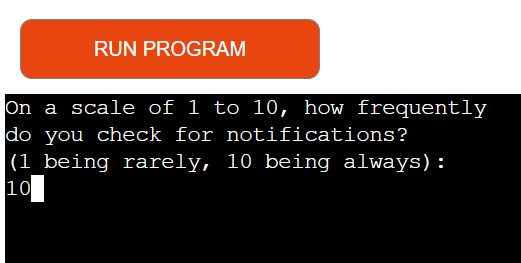 RUN PROGRAM
On a scale of 1 to 10, how frequently
do you check for notifications?
(1 being rarely, 10 being always):
10